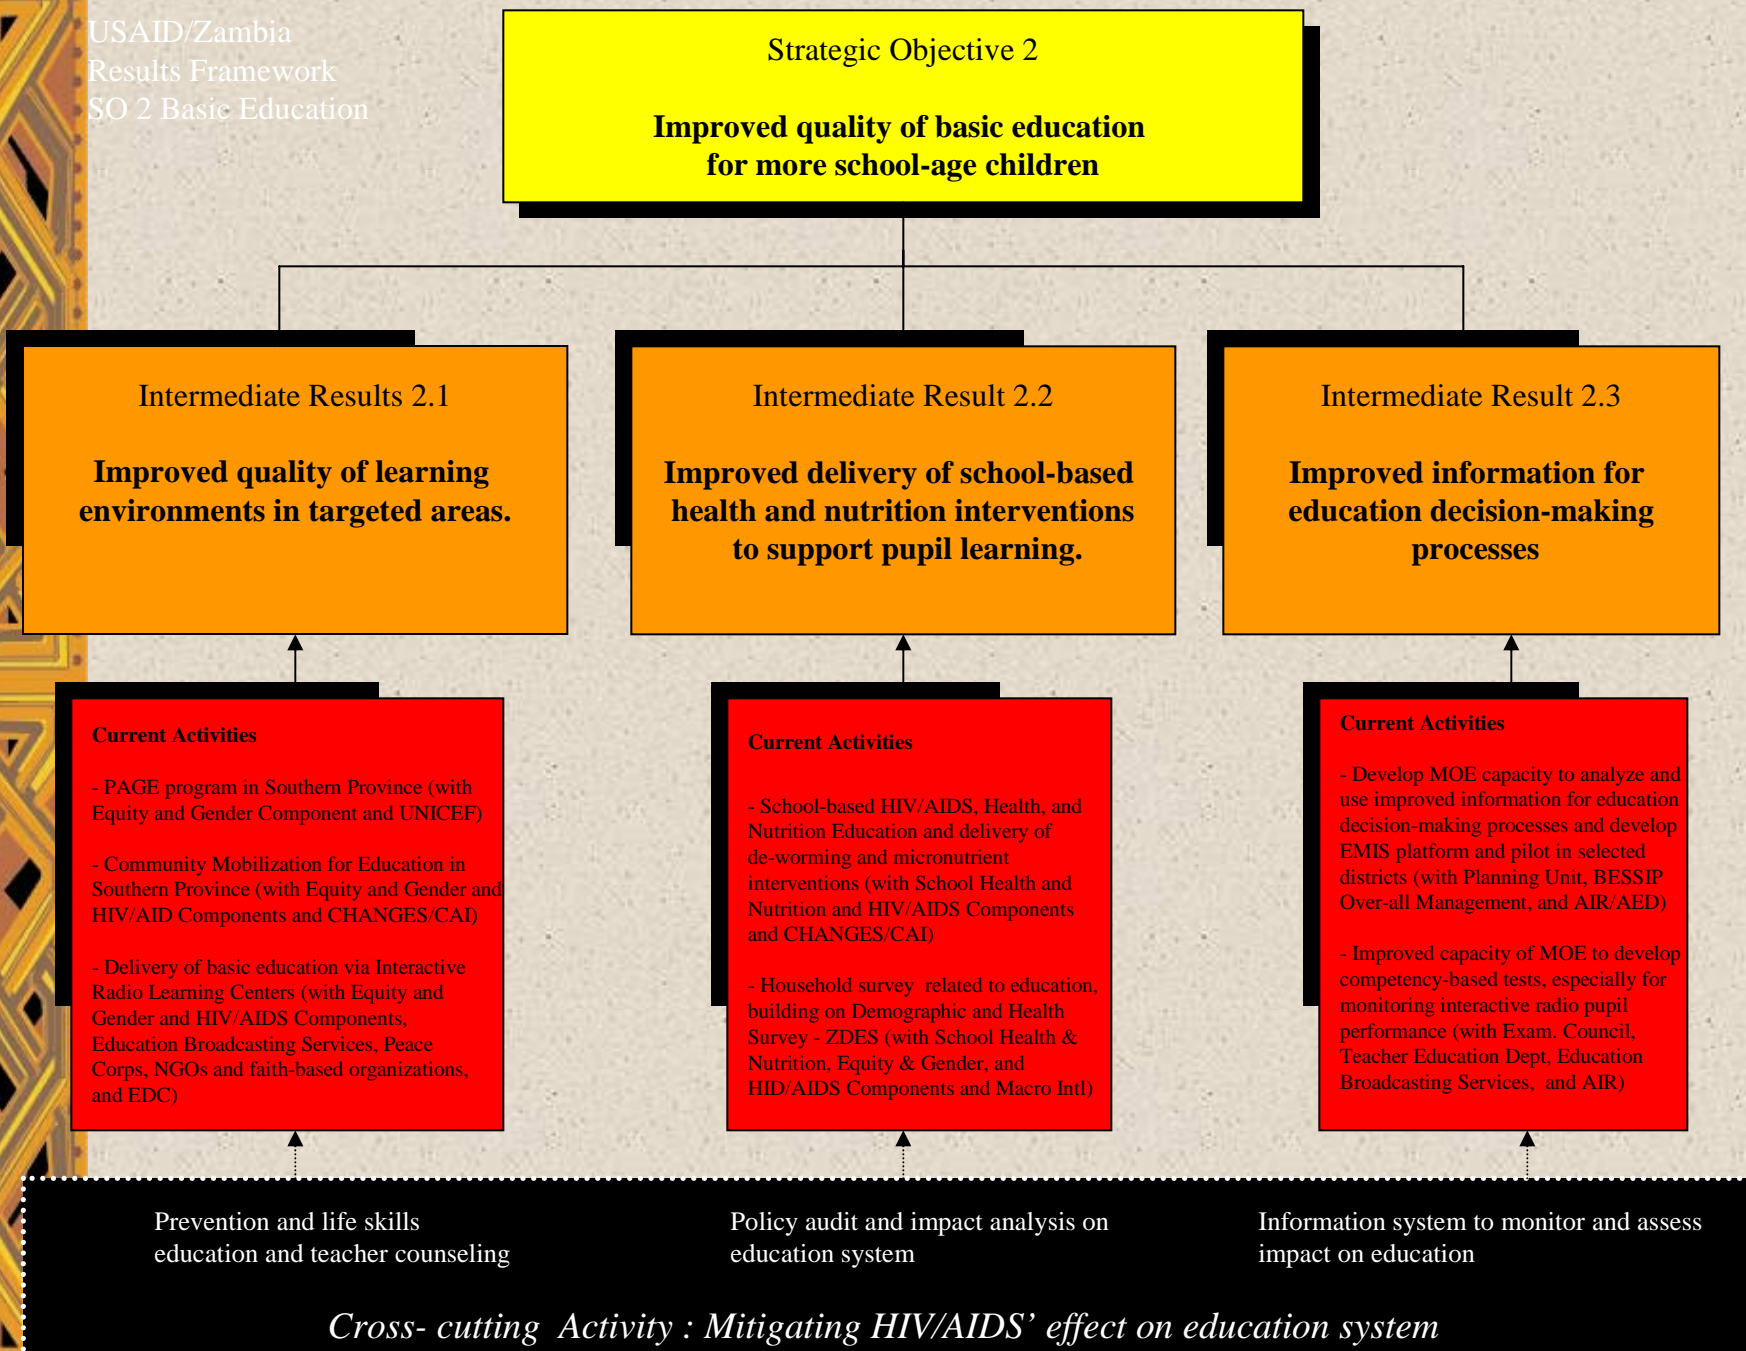 USAID/Zambia
Results Framework
SO 2 Basic Education
Strategic Objective 2
Improved quality of basic education
for more school-age children
Intermediate Results 2.1
Improved quality of learning
environments in targeted areas.
Intermediate Result 2.2
Improved delivery of school-based
health and nutrition interventions
to support pupil learning.
Intermediate Result 2.3
Improved information for
education decision-making
processes
Current Activities
- PAGE program in Southern Province (with
Equity and Gender Component and UNICEF)
- Community Mobilization for Education in
Southern Province (with Equity and Gender and
HIV/AID Components and CHANGES/CAI)
- Delivery of basic education via Interactive
Radio Learning Centers (with Equity and
Gender and HIV/AIDS Components,
Education Broadcasting Services, Peace
Corps, NGOs and faith-based organizations,
and EDC)
Current Activities
- School-based HIV/AIDS, Health, and
Nutrition Education and delivery of
de-worming and micronutrient
interventions (with School Health and
Nutrition and HIV/AIDS Components
and CHANGES/CAI)
- Household survey related to education,
building on Demographic and Health
Survey - ZDES (with School Health &
Nutrition, Equity & Gender, and
HID/AIDS Components and Macro Intl)
Current Activities
- Develop MOE capacity to analyze and
use improved information for education
decision-making processes and develop
EMIS platform and pilot in selected
districts (with Planning Unit, BESSIP
Over-all Management, and AIR/AED)
- Improved capacity of MOE to develop
competency-based tests, especially for
monitoring interactive radio pupil
performance (with Exam. Council,
Teacher Education Dept, Education
Broadcasting Services, and AIR)
Prevention and life skills
education and teacher counseling
Policy audit and impact analysis on
education system
Information system to monitor and assess
impact on education
Cross- cutting Activity : Mitigating HIV/AIDS’ effect on education system